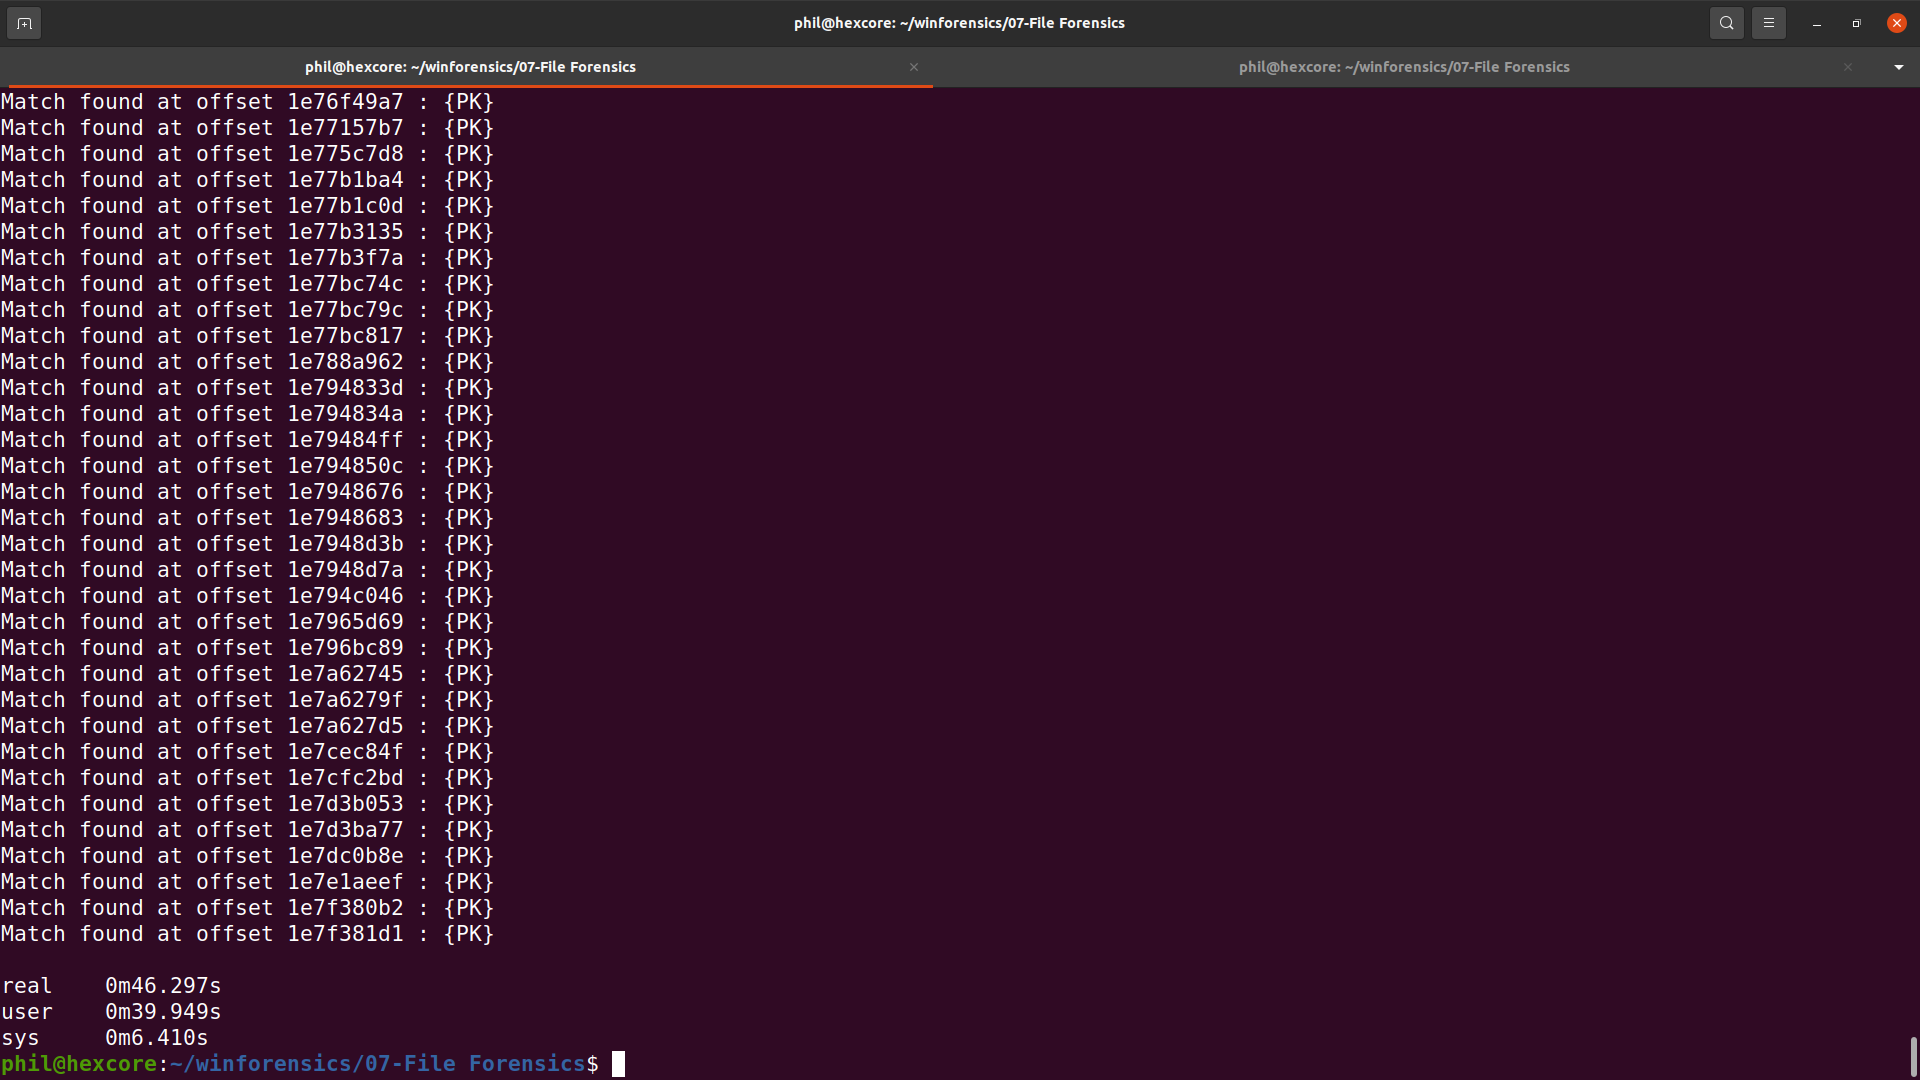 phil@hexcore: ~/winforensics/07-File Forensics
phil@hexcore: ~/winforensics/07-File Forensics
phil@hexcore: ~/winforensics/07-File Forensics
Match found at offset 1e76f49a7 : {PK}
Match found at offset 1e77157b7 : {PK}
Match found at offset 1e775c7d8 : {PK}
Match found at offset 1e77b1ba4 : {PK}
Match found at offset 1e77b1c0d : {PK}
Match found at offset 1e77b3135 : {PK}
Match found at offset 1e77b3f7a : {PK}
Match found at offset 1e77bc74c : {PK}
Match found at offset 1e77bc79c : {PK}
Match found at offset 1e77bc817 : {PK}
Match found at offset 1e788a962 : {PK}
Match found at offset 1e794833d : {PK}
Match found at offset 1e794834a : {PK}
Match found at offset 1e79484ff : {PK}
Match found at offset 1e794850c : {PK}
Match found at offset 1e7948676 : {PK}
Match found at offset 1e7948683 : {PK}
Match found at offset 1e7948d3b : {PK}
Match found at offset 1e7948d7a : {PK}
Match found at offset 1e794c046 : {PK}
Match found at offset 1e7965d69 : {PK}
Match found at offset 1e796bc89 : {PK}
Match found at offset 1e7a62745 : {PK}
Match found at offset 1e7a6279f : {PK}
Match found at offset 1e7a627d5 : {PK}
Match found at offset 1e7cec84f : {PK}
Match found at offset 1e7cfc2bd : {PK}
Match found at offset 1e7d3b053 : {PK}
Match found at offset 1e7d3ba77 : {PK}
Match found at offset 1e7dc0b8e : {PK}
Match found at offset 1e7e1aeef : {PK}
Match found at offset 1e7f380b2 : {PK}
Match found at offset 1e7f381d1 : {PK}
real 0m46.297s
user 0m39.949s
sys 0m6.410s
phil@hexcore:~/winforensics/07-File Forensics$